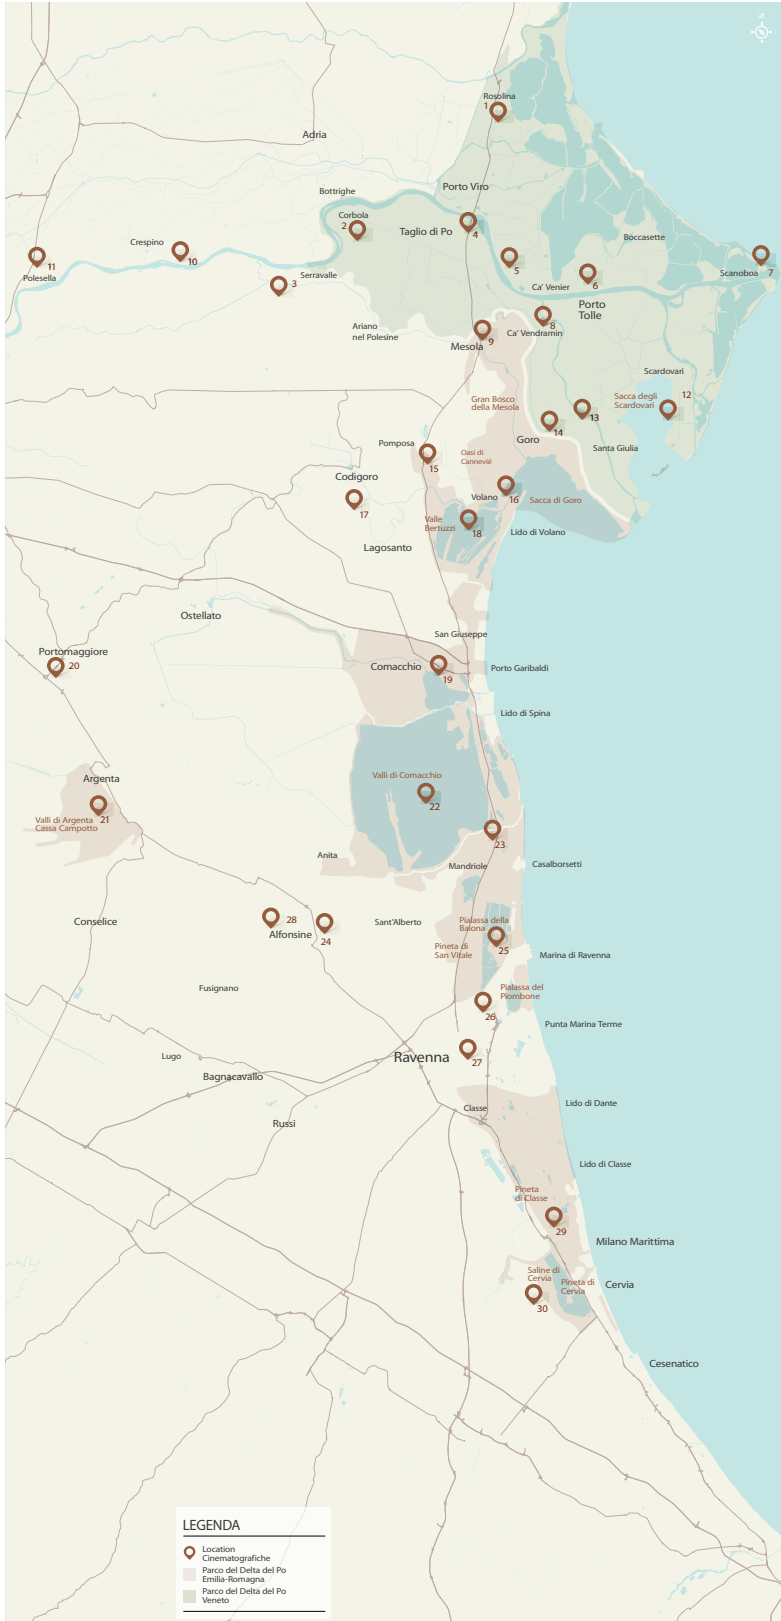 N
Rosolina
1
Adria
Porto Viro
Bottrighe
Corbola
2
Taglio di Po
4
Crespino
10
11
Polesella
Serravalle
3
5
Boccasette
Ca' Venier
6
Scanoboa
7
Porto
Tolle
Ariano
nel Polesine
8
Ca' Vendramin
9
Mesola
Scardovari
Gran Bosco
della Mesola
Sacca degli
Scardovari
12
13
14
Goro
Santa Giulia
Pomposa
15
Oasi di
Cannevié
Codigoro
17
Volano
16
Sacca di Goro
Valle
Bertuzzi
18
Lido di Volano
Lagosanto
Ostellato
San Giuseppe
Portomaggiore
20
Comacchio
19
Porto Garibaldi
Lido di Spina
Argenta
Valli di Comacchio
22
Valli di Argenta
Cassa Campotto
21
23
Anita
Mandriole
Casalborsetti
Conselice
28
Alfonsine
24
Sant'Alberto
Pialassa della
Baiona
25
Pineta di
San Vitale
Marina di Ravenna
Fusignano
Pialassa del
Piombone
26
Punta Marina Terme
Lugo
Ravenna
27
Bagnacavallo
Classe
Lido di Dante
Russi
Lido di Classe
Pineta
di Classe
29
Milano Marittima
Saline di
Cervia
Pineta di
Cervia
Cervia
30
Cesenatico
LEGENDA
Location
Cinematografiche
Parco del Delta del Po
Emilia-Romagna
Parco del Delta del Po
Veneto